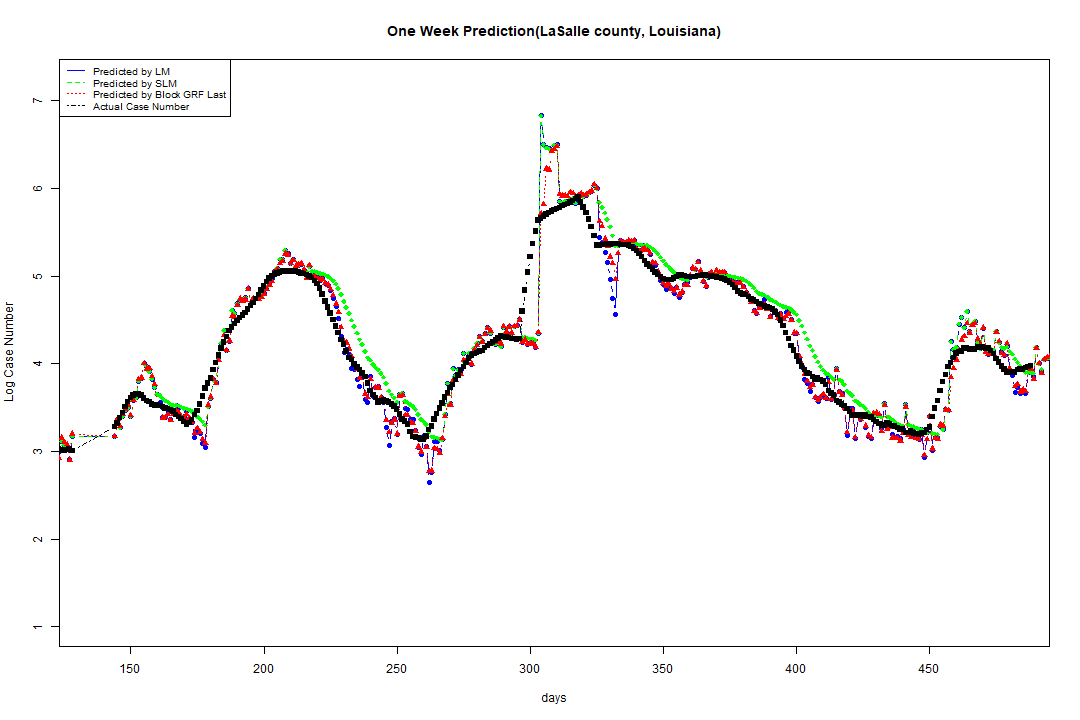 One Week Prediction(LaSalle county, Louisiana)
Predicted by LM
Predicted by SLM
Predicted by Block GRF Last
Actual Case Number
7
6
5
4
3
2
1
Log Case Number
150 200 250 300 350 400 450
days